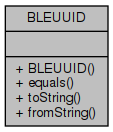 BLEUUID
+ BLEUUID()
+ equals()
+ toString()
+ fromString()